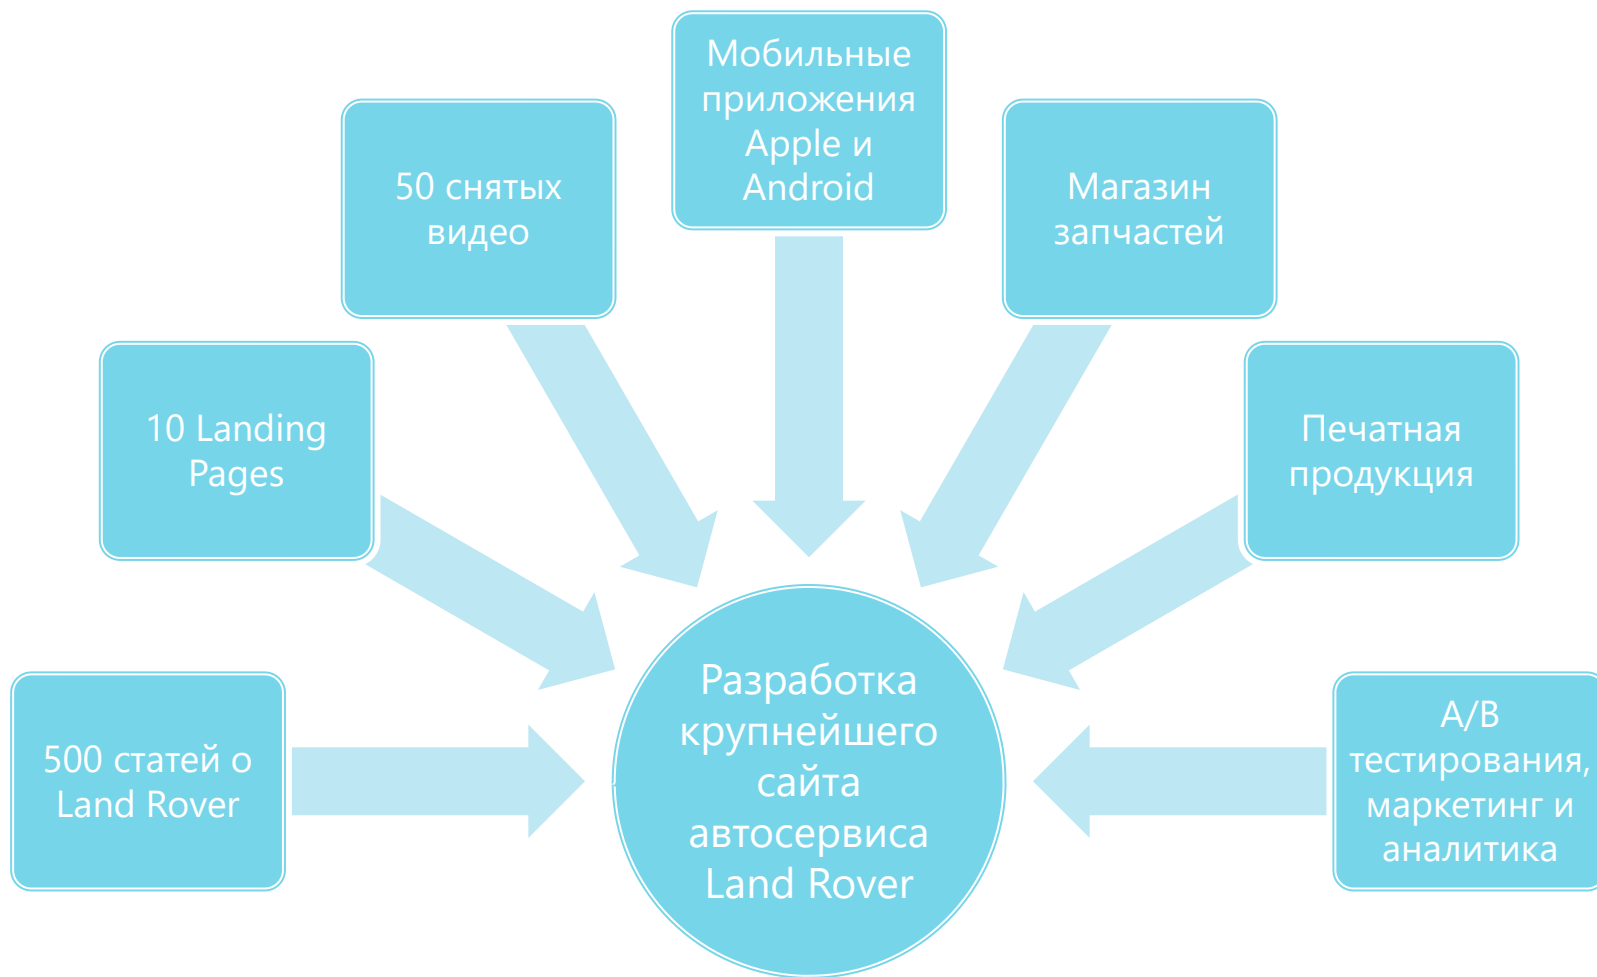 Мобильные
приложения
Apple и
Android
50 снятых
видео
Магазин
запчастей
10 Landing
Pages
Печатная
продукция
500 статей о
Land Rover
Разработка
крупнейшего
сайта
автосервиса
Land Rover
A/B
тестирования,
маркетинг и
аналитика